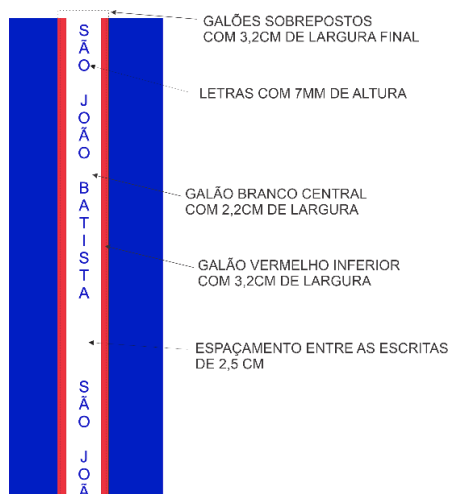 GALÕES SOBREPOSTOS
COM 3,2CM DE LARGURA FINAL
LETRAS COM 7MM DE ALTURA
GALÃO BRANCO CENTRAL
COM 2,2CM DE LARGURA
GALÃO VERMELHO INFERIOR
COM 3,2CM DE LARGURA
ESPAÇAMENTO ENTRE AS ESCRITAS
DE 2,5 CM
SÃO JOÃO BATISTA
SÃO JOÃ